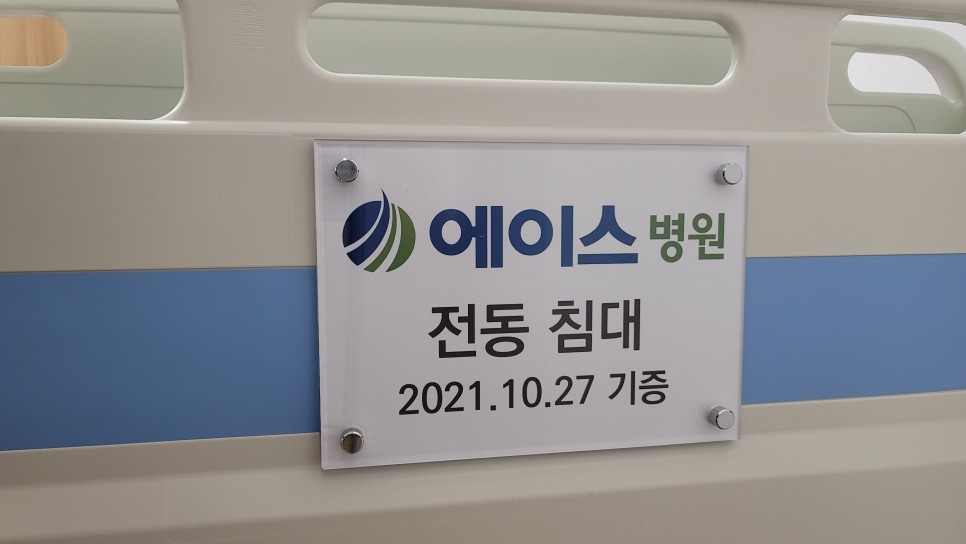 에이스 병원
전동 침대
2021.10.27 기증